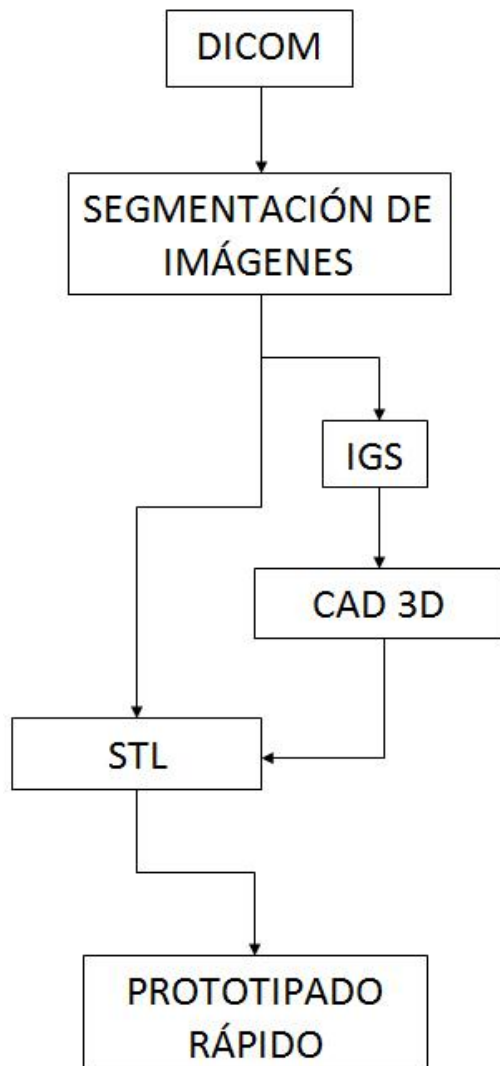 DICOM
SEGMENTACIÓN DE
IMÁGENES
IGS
CAD 3D
STL
PROTOTIPADO
RÁPIDO